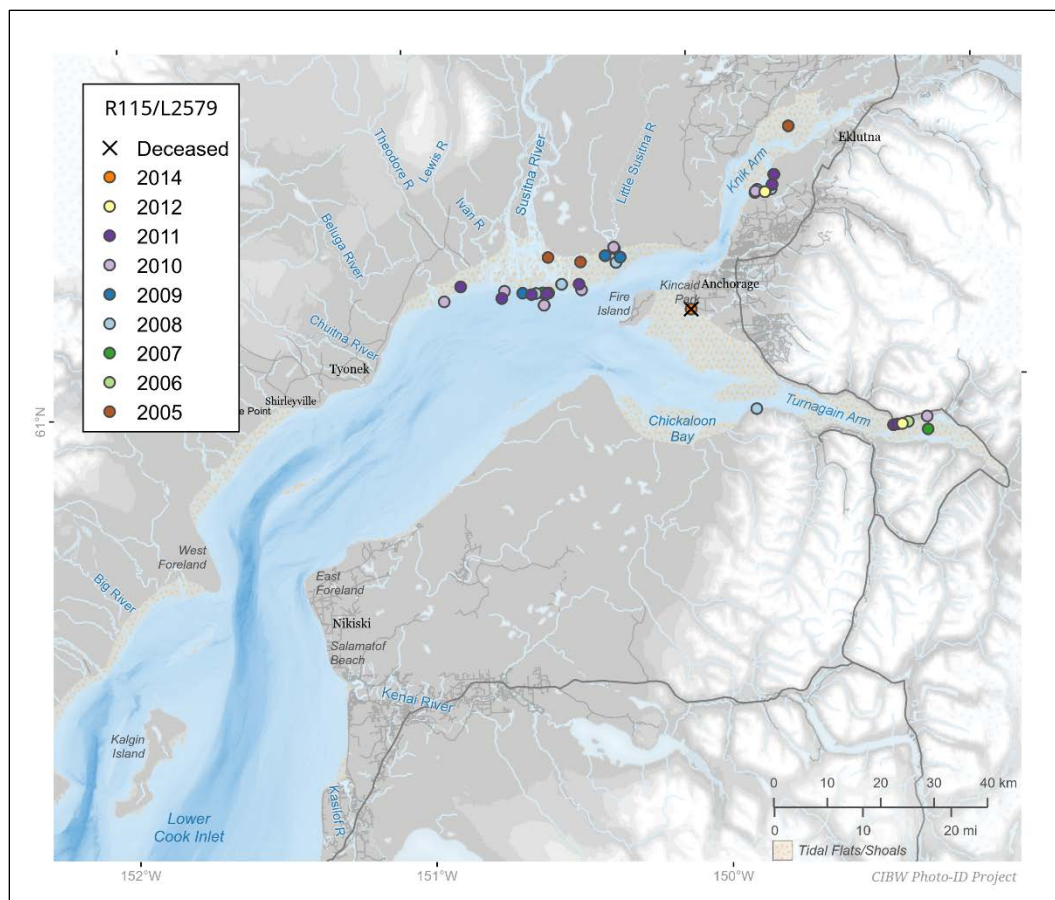 R115/L2579
Deceased
2014
2012
2011
2010
2009
2008
2007
2006
2005
Theodore R
Lewis R
Ivan R
Susitna River
Little Susitna R
Beluga River
Chuitna River
Tyonek
Shirleyville
e Point
Knik Arm
Eklutna
Kincaid
Park
Anchorage
Fire
Island
Turnagain Arm
Chickaloon
Bay
61°N
West
Foreland
Big River
East
Foreland
Nikiski
Salamatof
Beach
Kenai River
Kalgin
Island
Kasilof R
Lower
Cook Inlet
0 10 20 30 40 km
0 10 20 mi
Tidal Flats/Shoals
152°W
151°W
150°W
CIBW Photo-ID Project